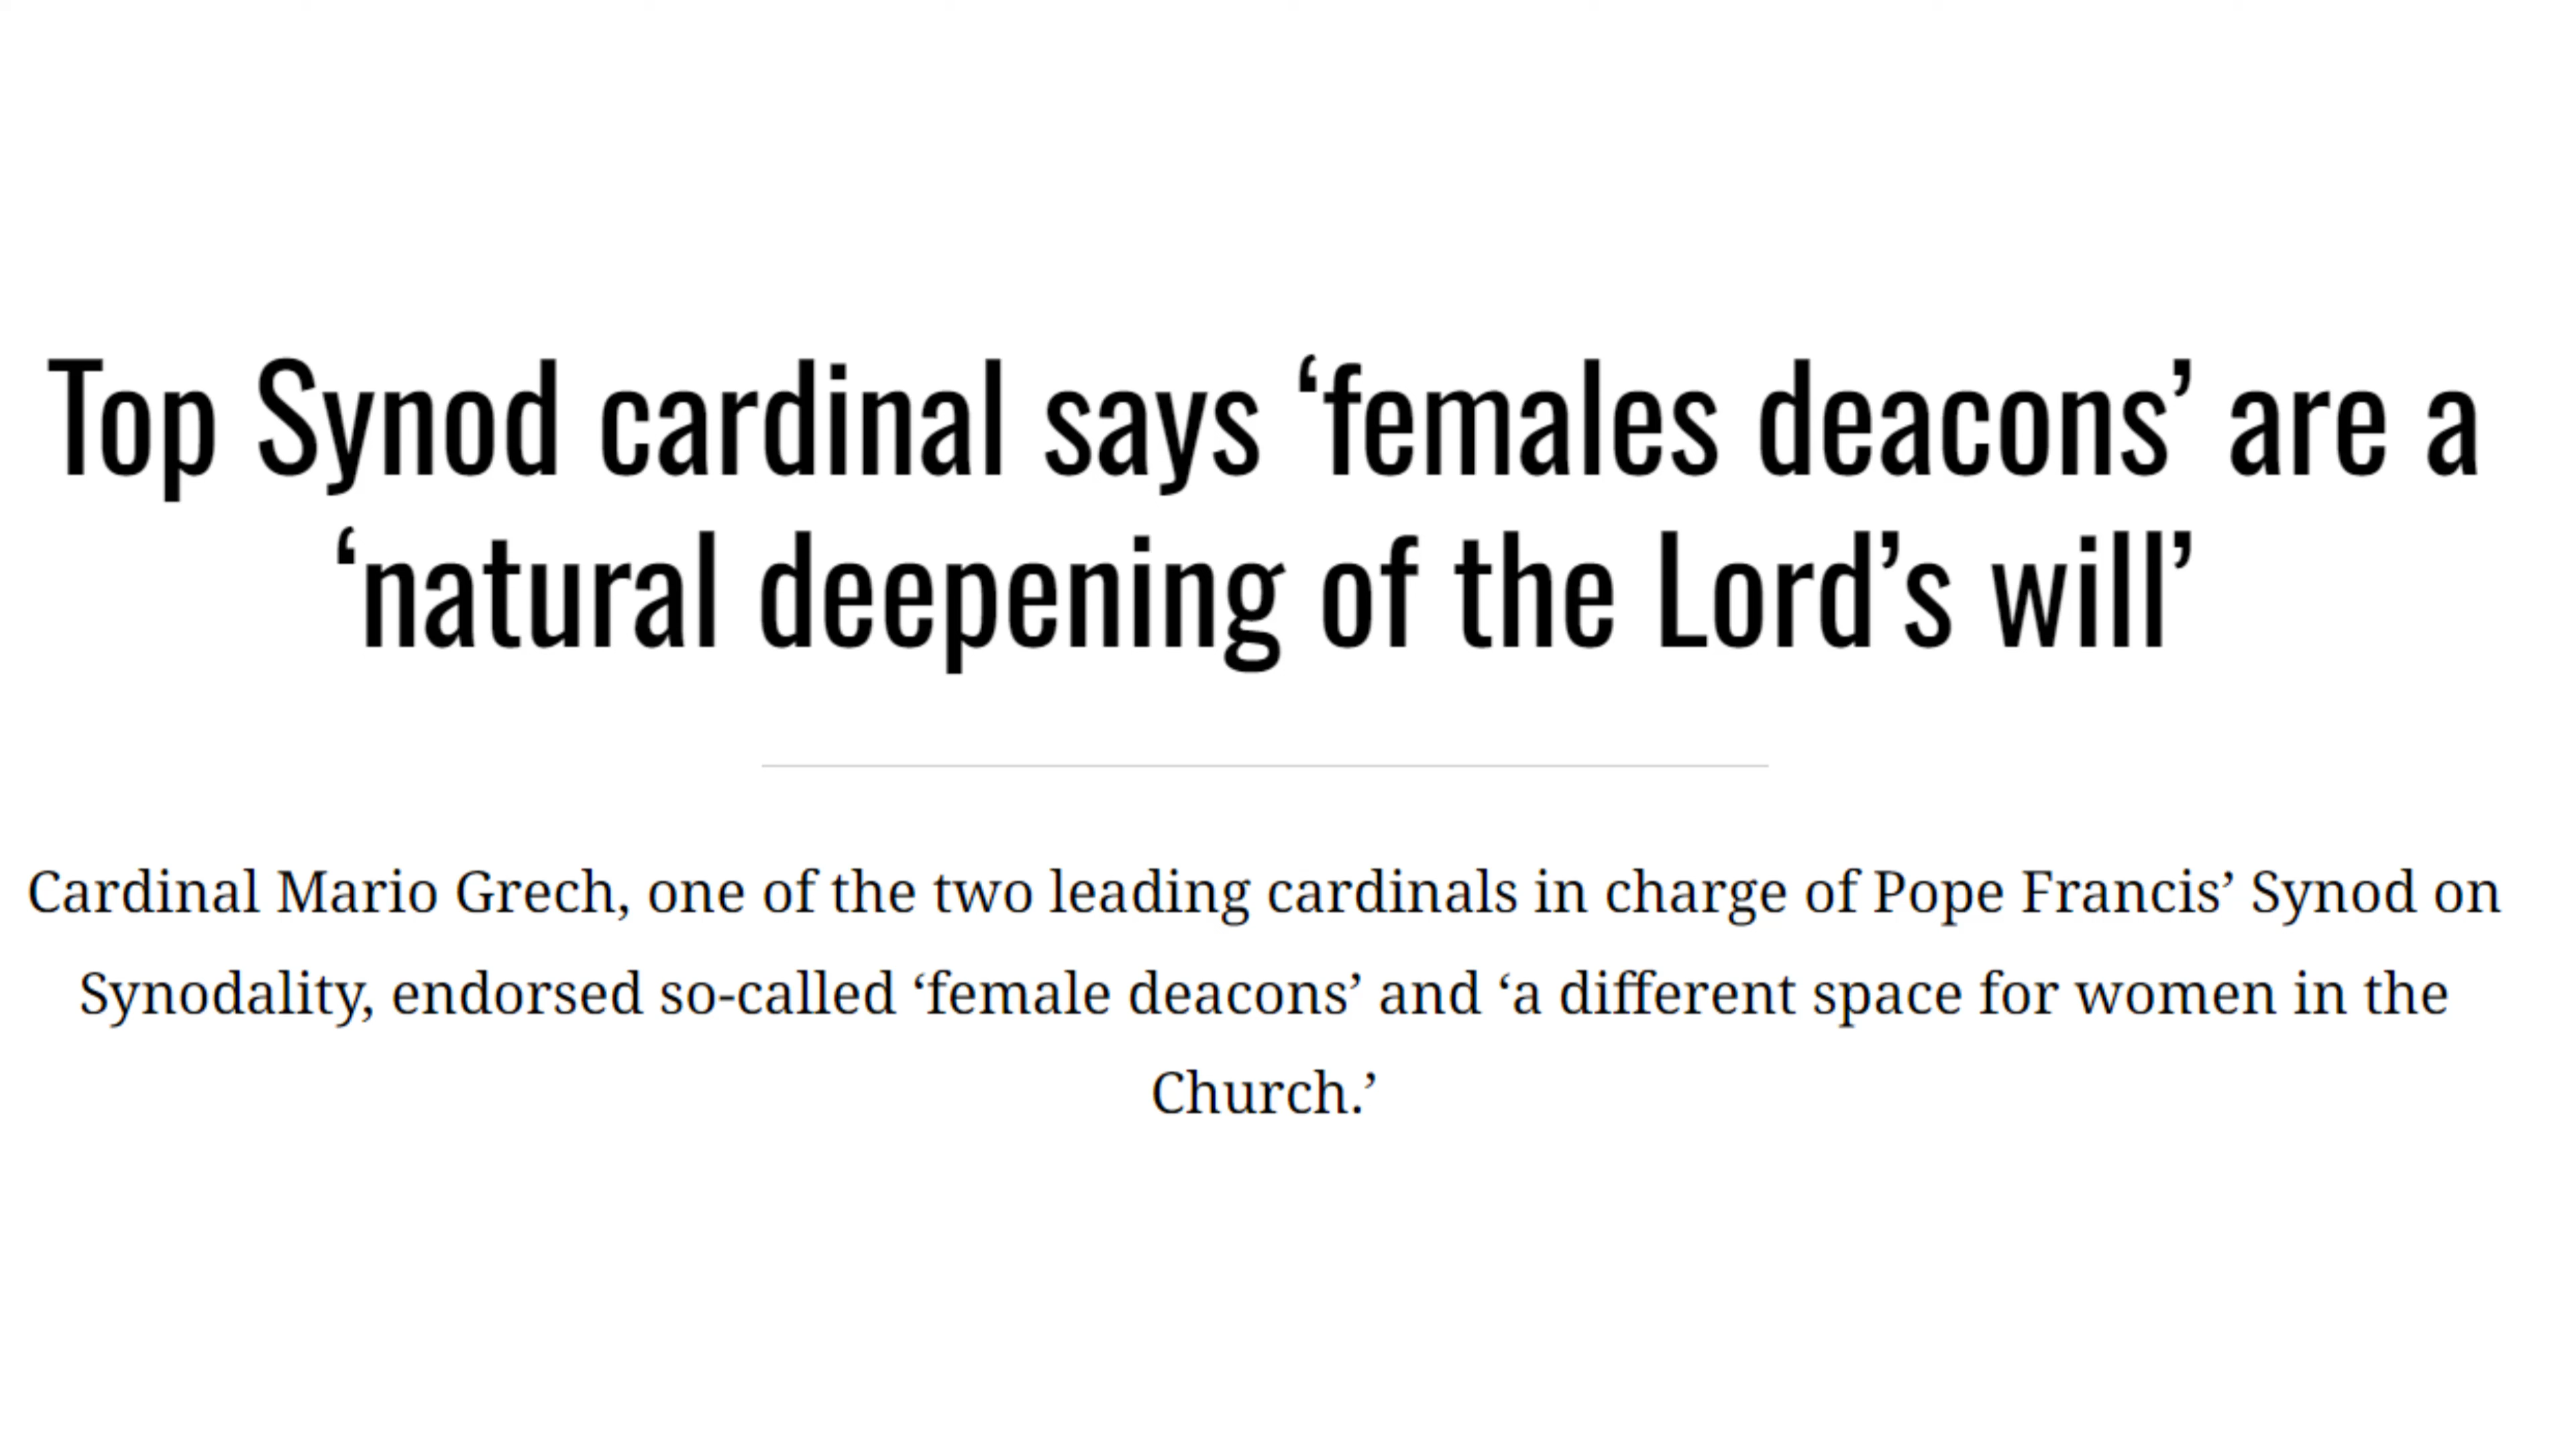 Top Synod cardinal says ‘females deacons’ are a
‘natural deepening of the Lord’s will’
Cardinal Mario Grech, one of the two leading cardinals in charge of Pope Francis’ Synod on
Synodality, endorsed so-called ‘female deacons’ and ‘a different space for women in the
Church.’